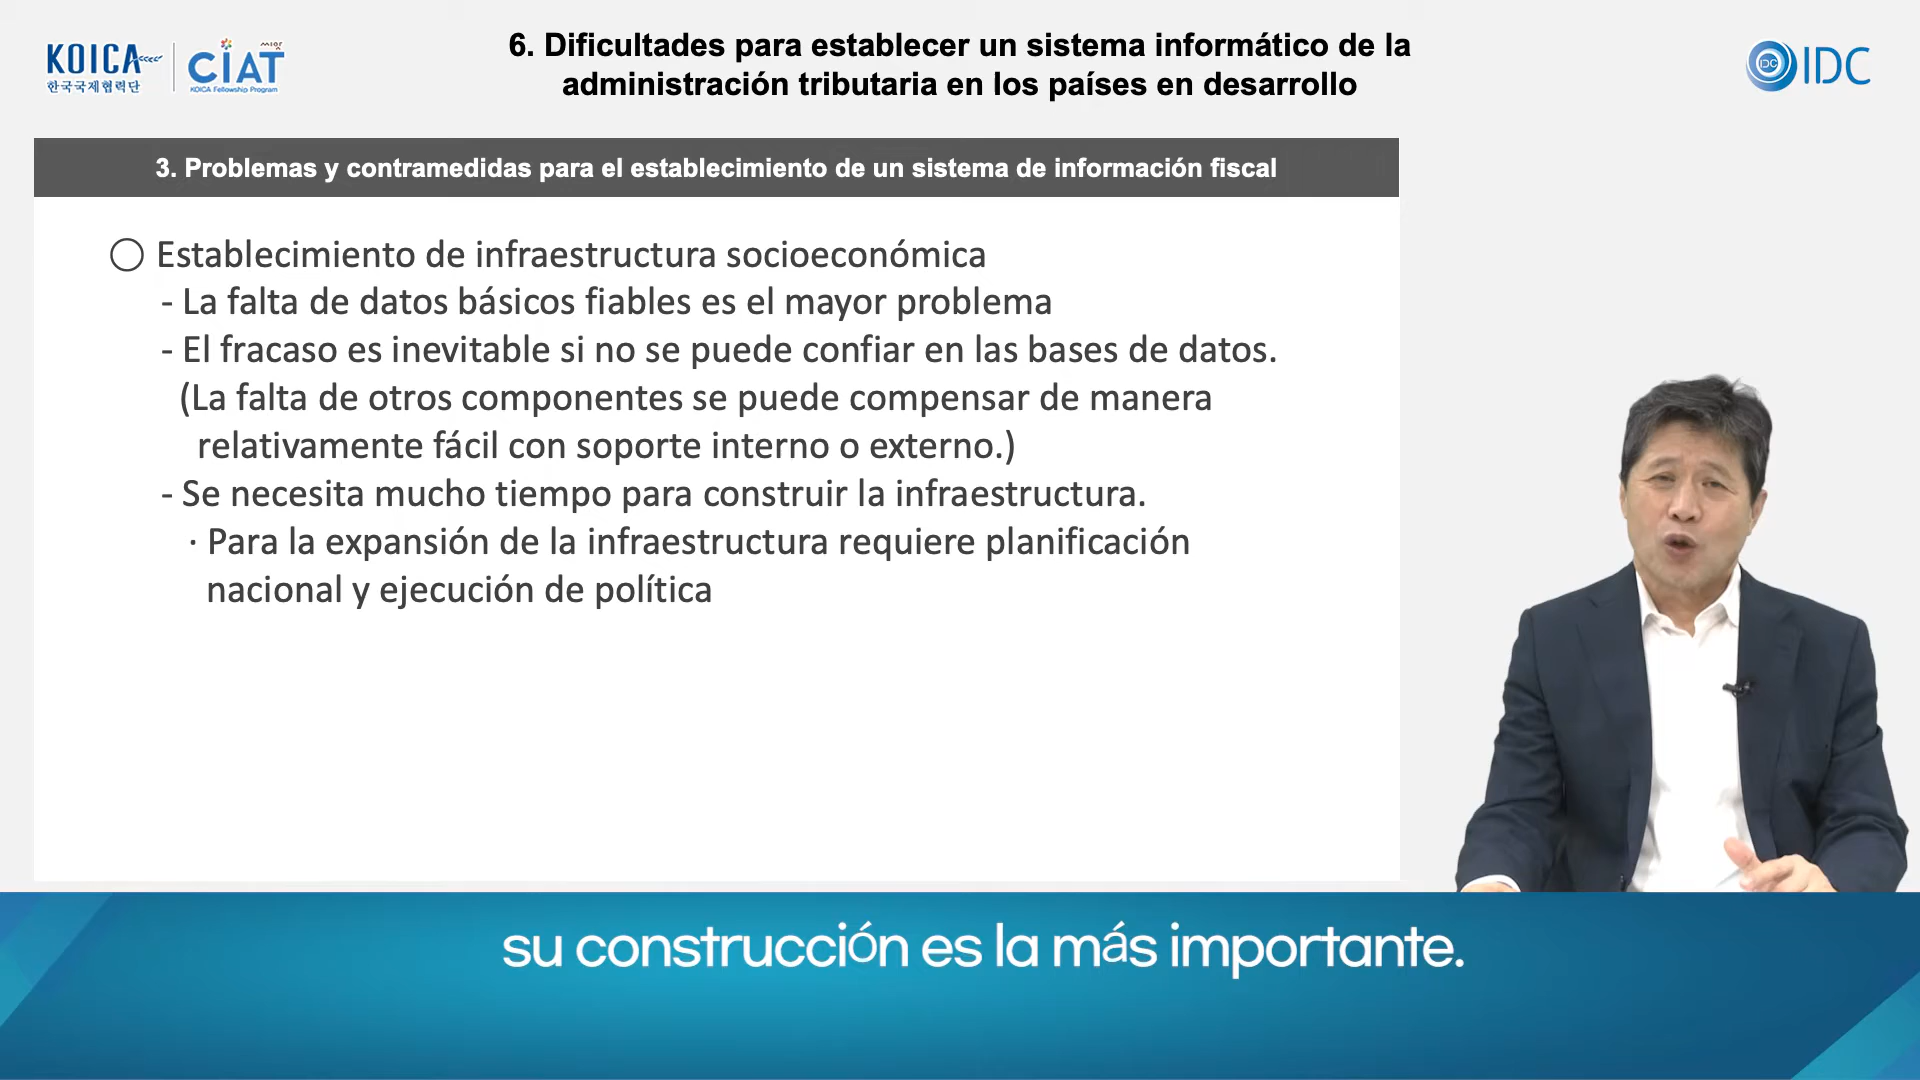 KOICA
한국국제협력단
CIAT
KOICA Fellowship Program
6. Dificultades para establecer un sistema informático de la
administración tributaria en los países en desarrollo
IDC
3. Problemas y contramedidas para el establecimiento de un sistema de información fiscal
○ Establecimiento de infraestructura socioeconómica
- La falta de datos básicos fiables es el mayor problema
- El fracaso es inevitable si no se puede confiar en las bases de datos.
(La falta de otros componentes se puede compensar de manera
relativamente fácil con soporte interno o externo.)
- Se necesita mucho tiempo para construir la infraestructura.
· Para la expansión de la infraestructura requiere planificación
nacional y ejecución de política
su construcción es la más importante.